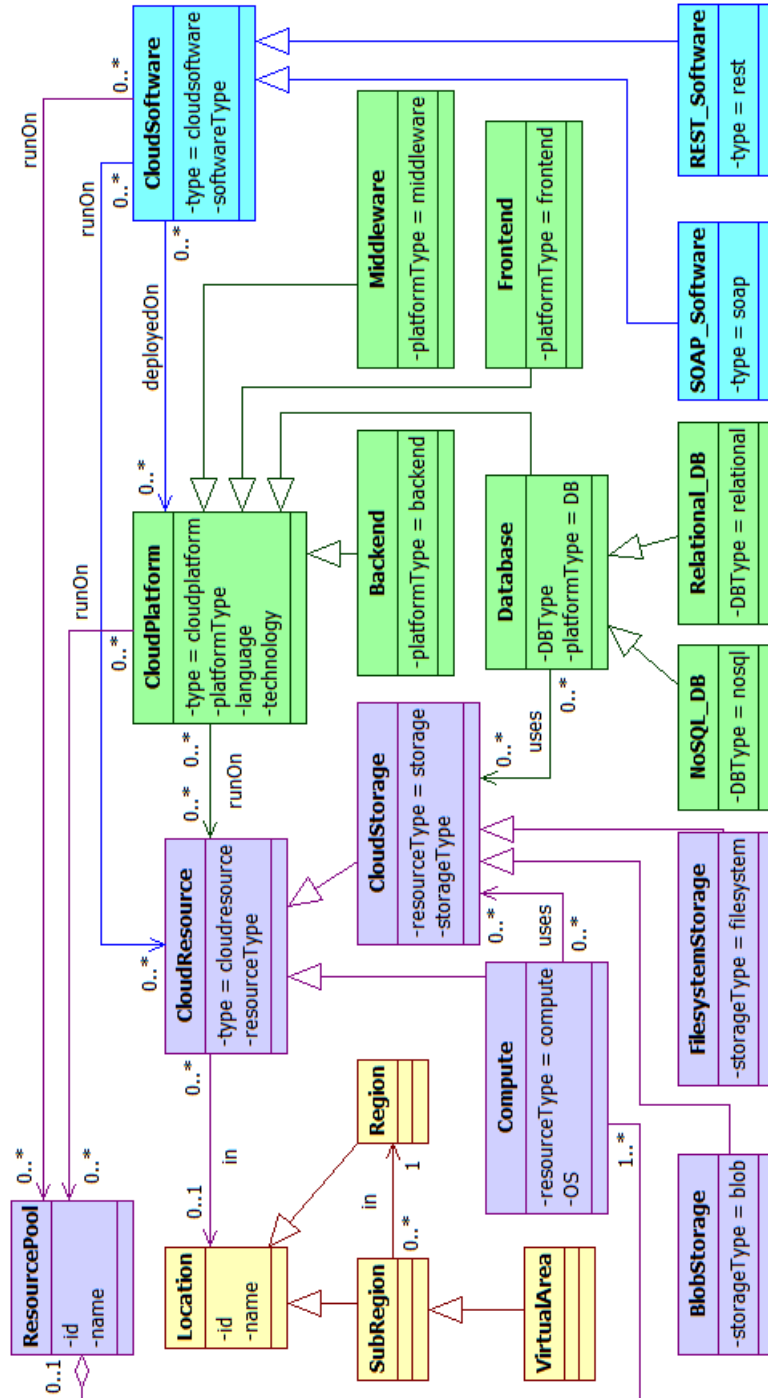 0..1
ResourcePool
-id
-name
0..*
0..*
runOn
runOn
runOn
0..*
0..*
0..*
Location
-id
-name
0..1
in
0..*
0..*
CloudResource
-type = cloudresource
-resourceType
0..*
0..*
runOn
0..*
0..*
CloudPlatform
-type = cloudplatform
-platformType
-language
-technology
0..*
deployedOn
0..*
CloudSoftware
-type = cloudsoftware
-softwareType
SubRegion
0..*
in
1
Region
CloudStorage
-resourceType = storage
-storageType
Backend
-platformType = backend
Middleware
-platformType = middleware
VirtualArea
Compute
-resourceType = compute
-OS
1..*
0..*
uses
0..*
0..*
uses
0..*
Database
-DBType
-platformType = DB
Frontend
-platformType = frontend
BlobStorage
-storageType = blob
FilesystemStorage
-storageType = filesystem
NoSQL_DB
-DBType = nosql
Relational_DB
-DBType = relational
SOAP_Software
-type = soap
REST_Software
-type = rest